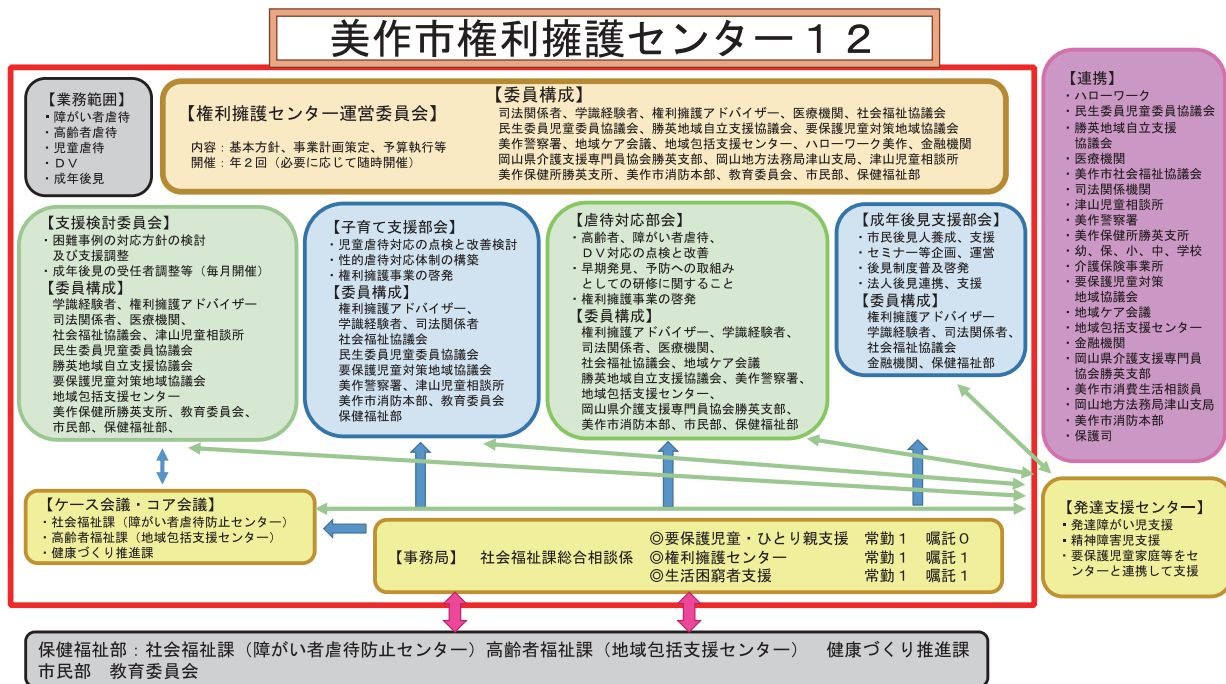 美作市権利擁護センター１２
【業務範囲】
・障がい者虐待
・高齢者虐待
・児童虐待
・ＤＶ
・成年後見
【権利擁護センター運営委員会】
内容：基本方針、事業計画策定、予算執行等
開催：年２回（必要に応じて随時開催）
【委員構成】
司法関係者、学識経験者、権利擁護アドバイザー、医療機関、社会福祉協議会
民生委員児童委員協議会、勝英地域自立支援協議会、要保護児童対策地域協議会
美作警察署、地域ケア会議、地域包括支援センター、ハローワーク美作、金融機関
岡山県介護支援専門員協会勝英支部、岡山地方法務局津山支局、津山児童相談所
美作保健所勝英支所、美作市消防本部、教育委員会、市民部、保健福祉部
【連携】
・ハローワーク
・民生委員児童委員協議会
・勝英地域自立支援
協議会
・医療機関
・美作市社会福祉協議会
・司法関係機関
・津山児童相談所
・美作警察署
・美作保健所勝英支所
・幼、保、小、中、学校
・介護保険事業所
・要保護児童対策
地域協議会
・地域ケア会議
・地域包括支援センター
・金融機関
・岡山県介護支援専門員
協会勝英支部
・美作市消費生活相談員
・岡山地方法務局津山支局
・美作市消防本部
・保護司
【支援検討委員会】
・困難事例の対応方針の検討
及び支援調整
・成年後見の受任者調整等（毎月開催）
【委員構成】
学識経験者、権利擁護アドバイザー
司法関係者、医療機関、
社会福祉協議会、津山児童相談所
民生委員児童委員協議会
勝英地域自立支援協議会
要保護児童対策地域協議会
地域包括支援センター
美作保健所勝英支所、教育委員会、
市民部、保健福祉部、
【子育て支援部会】
・児童虐待対応の点検と改善検討
・性的虐待対応体制の構築
・権利擁護事業の啓発
【委員構成】
権利擁護アドバイザー、
学識経験者、司法関係者
社会福祉協議会
民生委員児童委員協議会
要保護児童対策地域協議会
美作警察署、津山児童相談所
美作市消防本部、教育委員会
保健福祉部
【虐待対応部会】
・高齢者、障がい者虐待、
ＤＶ対応の点検と改善
・早期発見、予防への取組み
としての研修に関すること
・権利擁護事業の啓発
【委員構成】
権利擁護アドバイザー、学識経験者、
司法関係者、医療機関、
社会福祉協議会、地域ケア会議
勝英地域自立支援協議会、美作警察署、
地域包括支援センター、
岡山県介護支援専門員協会勝英支部、
美作市消防本部、市民部、保健福祉部
【成年後見支援部会】
・市民後見人養成、支援
・セミナー等企画、運営
・後見制度普及啓発
・法人後見連携、支援
【委員構成】
権利擁護アドバイザー
学識経験者、司法関係者、
社会福祉協議会
金融機関、保健福祉部
【ケース会議・コア会議】
・社会福祉課（障がい者虐待防止センター）
・高齢者福祉課（地域包括支援センター）
・健康づくり推進課
【事務局】　社会福祉課総合相談係
◎要保護児童・ひとり親支援　常勤１　嘱託０
◎権利擁護センター　常勤１　嘱託１
◎生活困窮者支援　常勤１　嘱託１
【発達支援センター】
・発達障がい児支援
・精神障害児支援
・要保護児童家庭等をセ
ンターと連携して支援
保健福祉部：社会福祉課（障がい者虐待防止センター）高齢者福祉課（地域包括支援センター）　健康づくり推進課
市民部　教育委員会